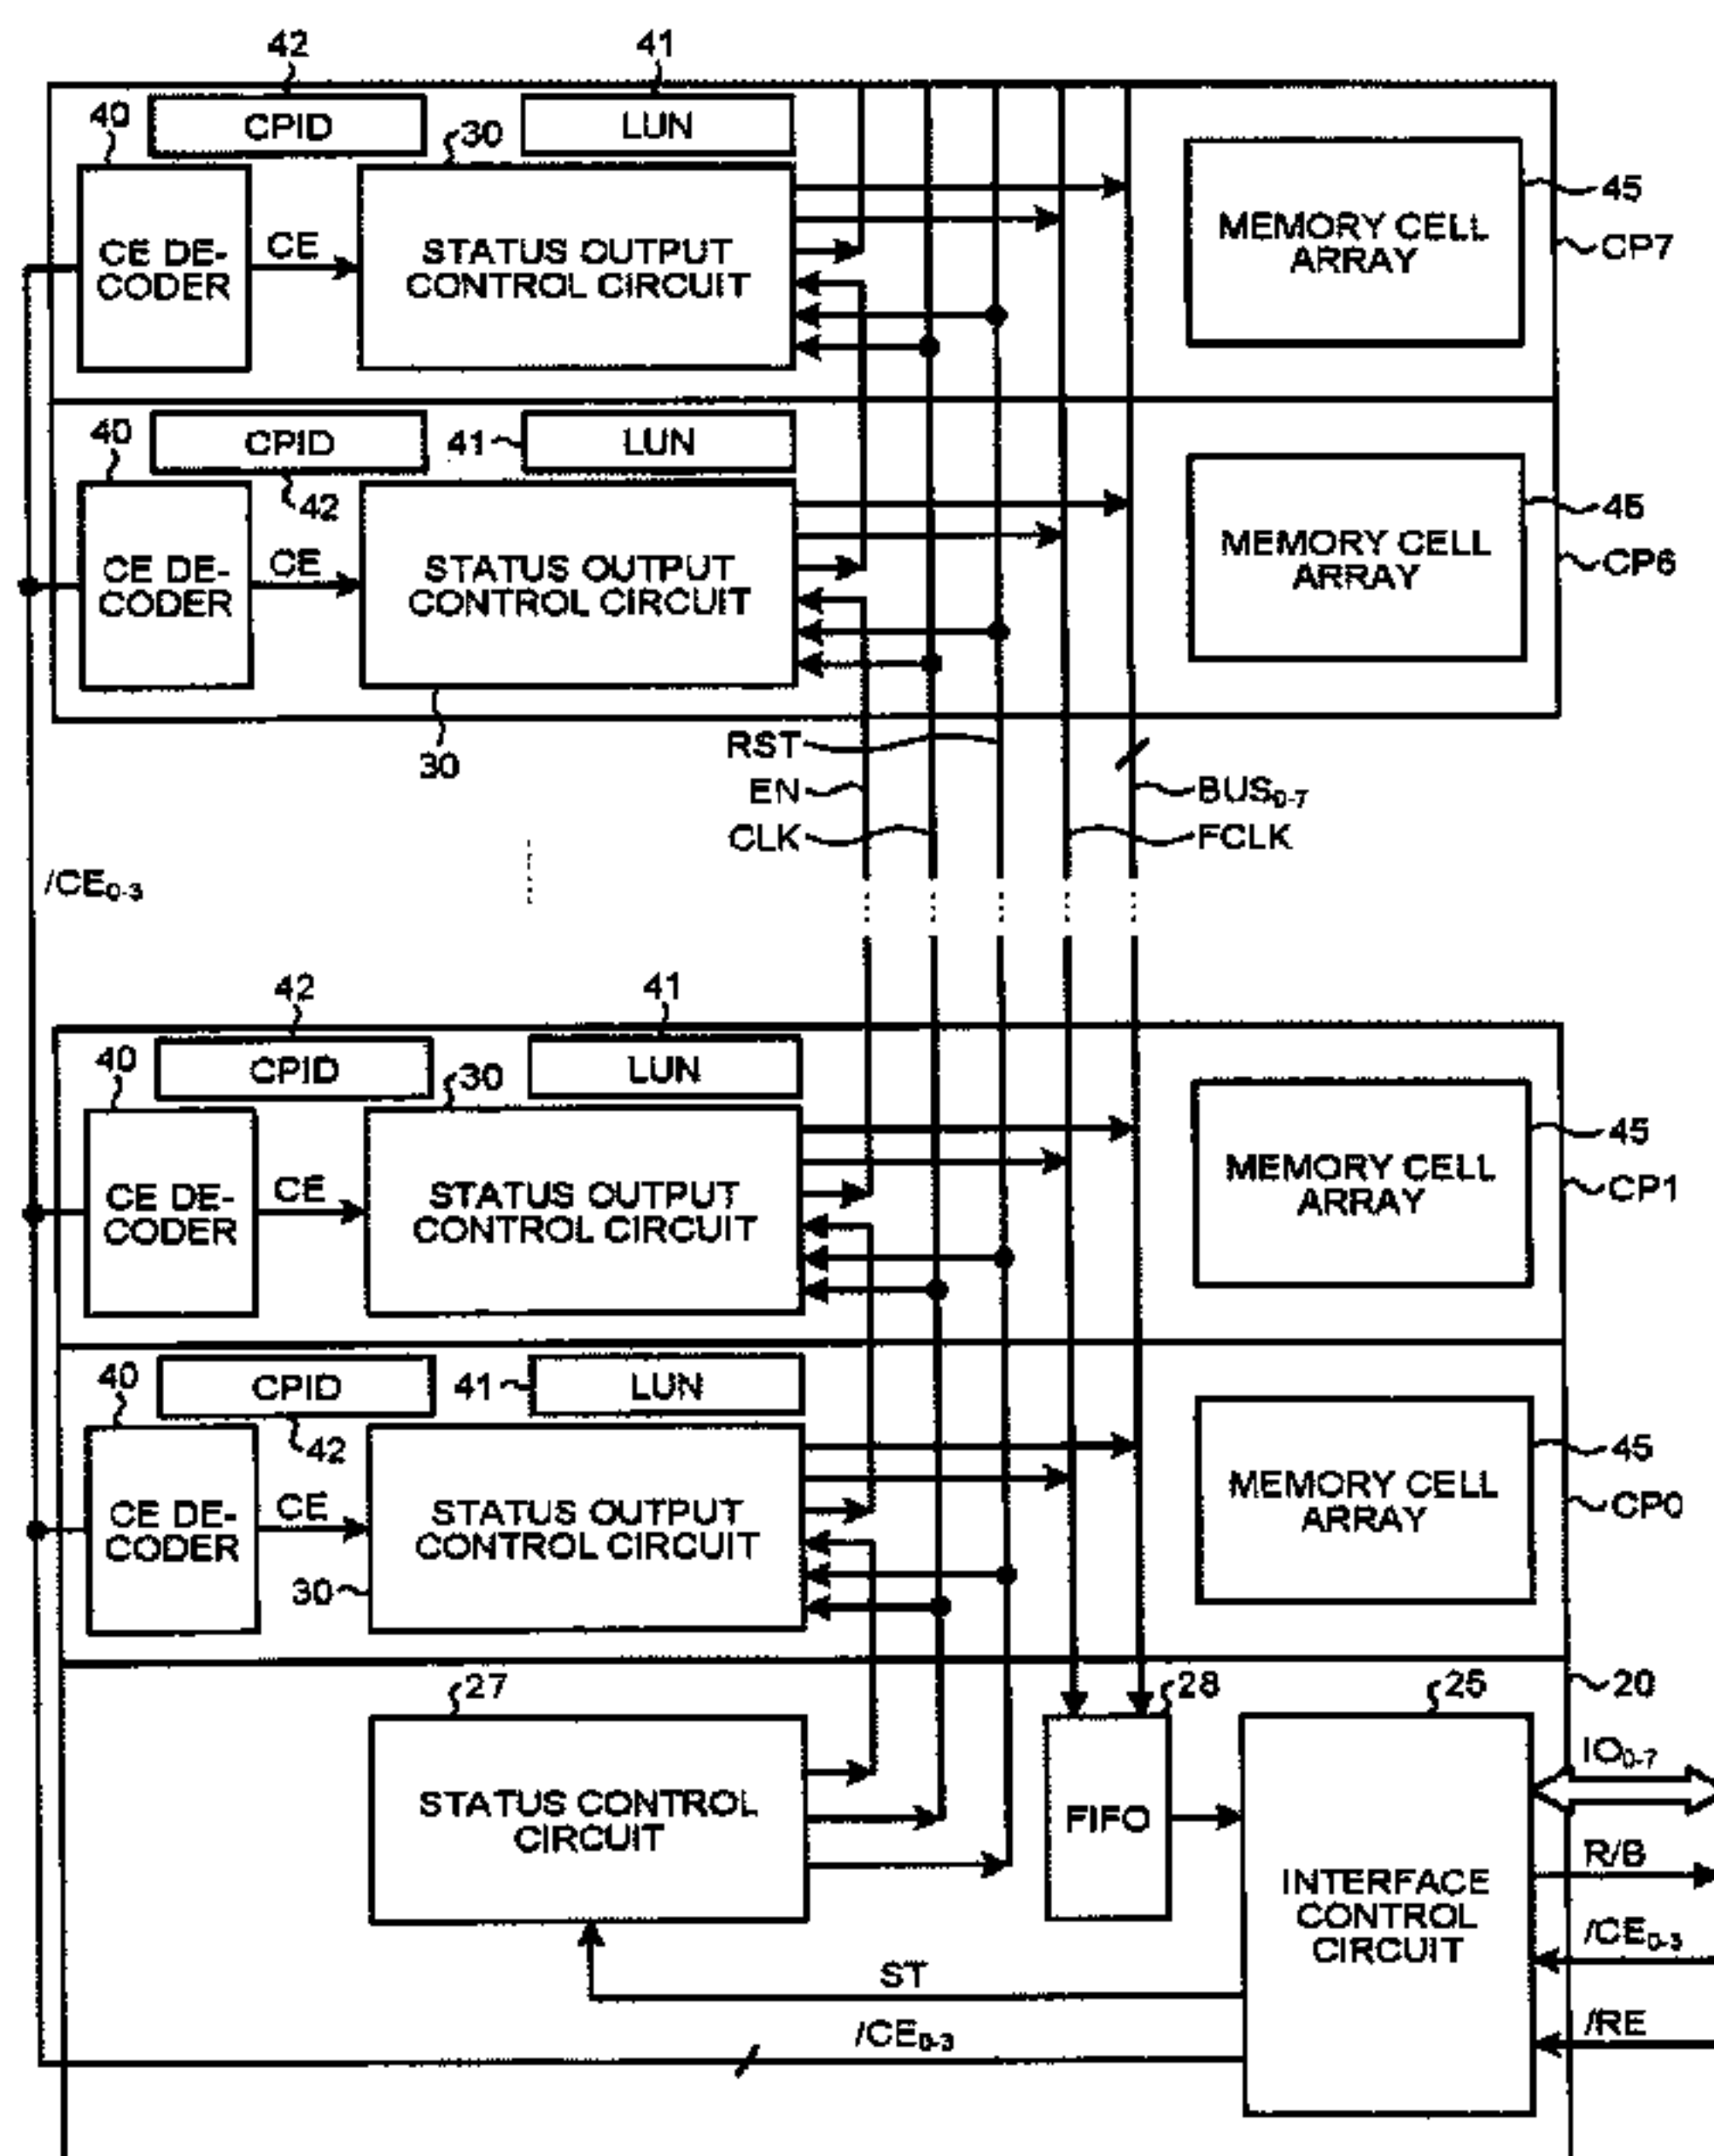 42
41
40
CPID
LUN
30
CE DE-
CODER
CE
STATUS OUTPUT
CONTROL CIRCUIT
MEMORY CELL
ARRAY
45
CP7
40
CPID
42
41
LUN
CE DE-
CODER
CE
STATUS OUTPUT
CONTROL CIRCUIT
30
MEMORY CELL
ARRAY
45
CP6
RST
EN
CLK
BUS0-7
FCLK
/CE0-3
42
41
40
CPID
LUN
30
CE DE-
CODER
CE
STATUS OUTPUT
CONTROL CIRCUIT
MEMORY CELL
ARRAY
45
CP1
40
CPID
42
41
LUN
CE DE-
CODER
CE
STATUS OUTPUT
CONTROL CIRCUIT
30
MEMORY CELL
ARRAY
45
CP0
27
STATUS CONTROL
CIRCUIT
28
FIFO
25
INTERFACE
CONTROL
CIRCUIT
20
IO0-7
R/B
/CE0-3
/RE
ST
/CE0-3